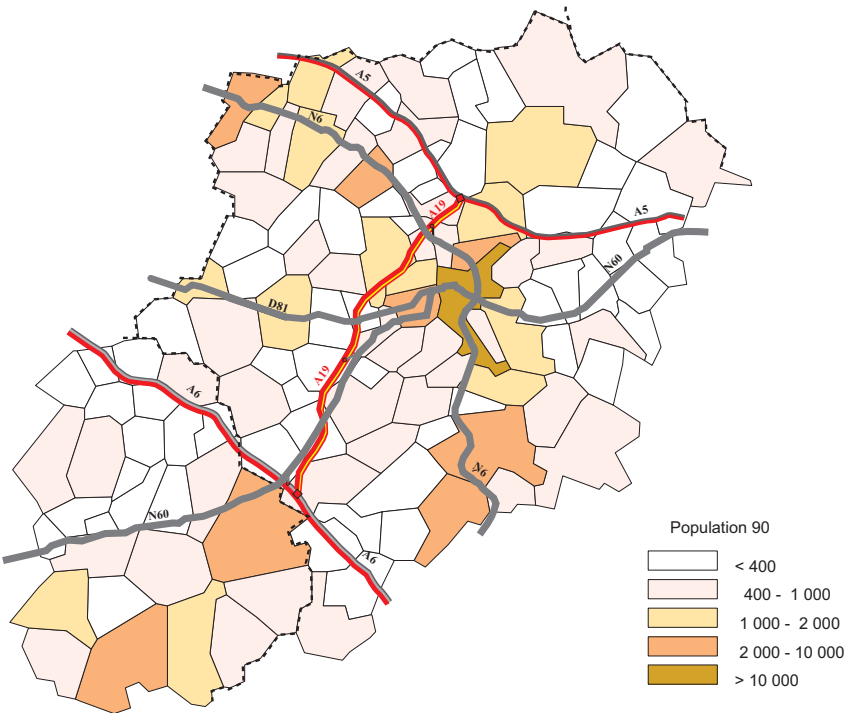 A5
N6
A19
A5
N60
D81
A19
A6
N6
N60
A6
Population 90
< 400
400 - 1 000
1 000 - 2 000
2 000 - 10 000
> 10 000